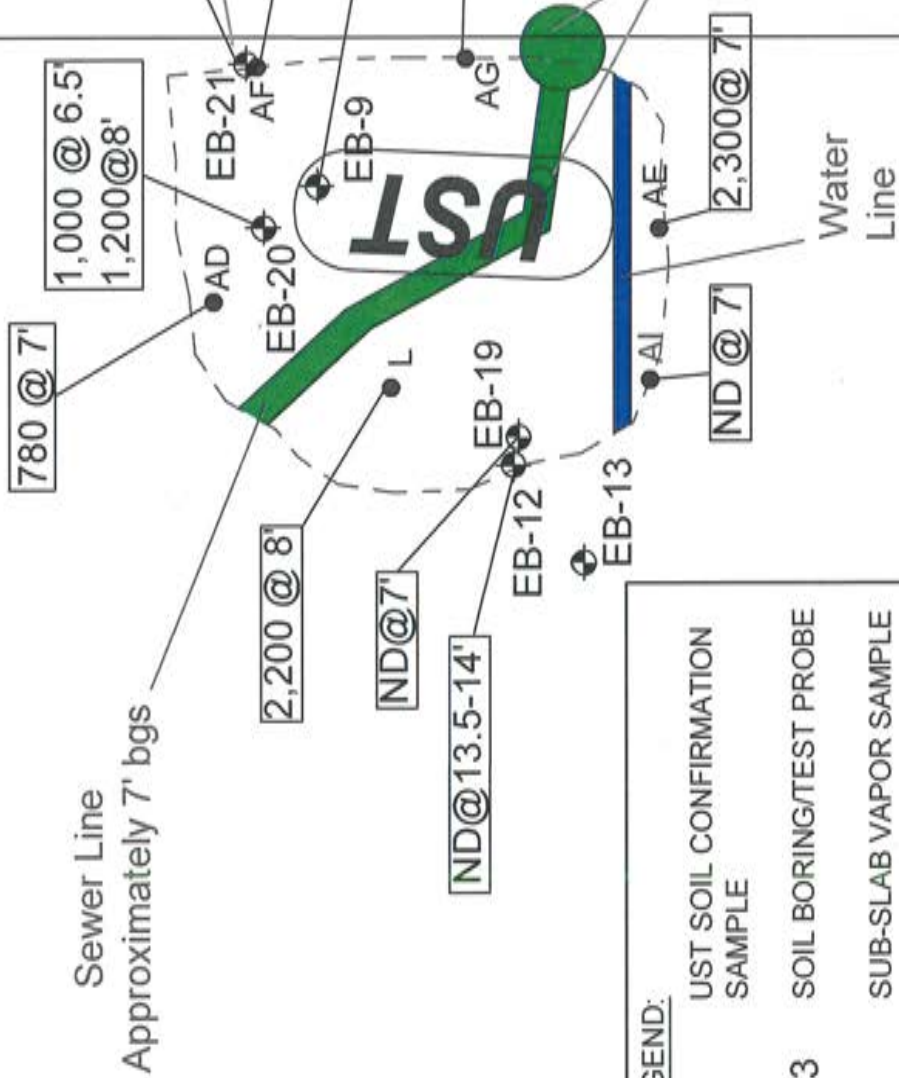 Sewer Line
Approximately 7' bgs
780 @ 7'
1,000 @ 6.5'
1,200@8'
AD
EB-20
EB-21
AF
EB-9
AG
UST
2,200 @ 8'
L
ND@7'
EB-19
ND@13.5-14'
EB-12
EB-13
AI
AE
ND @ 7'
2,300@ 7'
Water
Line
GEND:
UST SOIL CONFIRMATION
SAMPLE
3
SOIL BORING/TEST PROBE
SUB-SLAB VAPOR SAMPLE